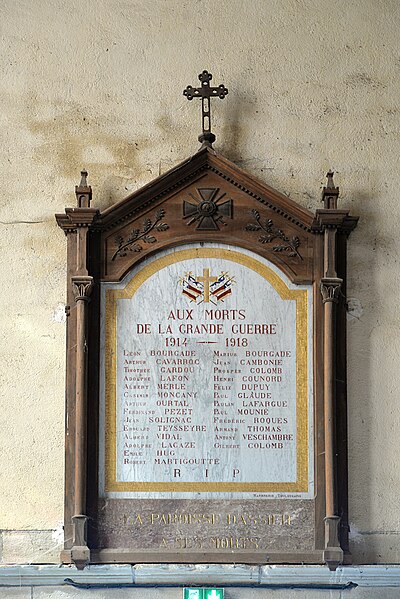 AUX MORTS
DE LA GRANDE GUERRE
1914 — 1918
LÉON BOURGADE MARIUS BOURGADE
ARTHUR CAVARROC JEAN CAMBONIE
TIMOTHÉE CARDOU PROSPER COLOMB
ADOLPHE LAFON HENRI COUNORD
ALBERT MERLE FÉLIX DUPUY
CASIMIR MONCANY PAUL GLAUDE
ARTHUR OURTAL PAULIN LAFARGUE
FERDINAND PEZET PAUL MOUNIÉ
JEAN SOLIGNAC FRÉDÉRIC ROQUES
EDOUARD TEYSSEYRE ARMAND THOMAS
ALBERT VIDAL ANTOINE VESCHAMBRE
ADOLPHE LACAZE GILBERT COLOMB
EMILE HUG
ROBERT MARTIGOUTTE
R I P
LA PAROISSE D'ASSIER
A SES MORTS